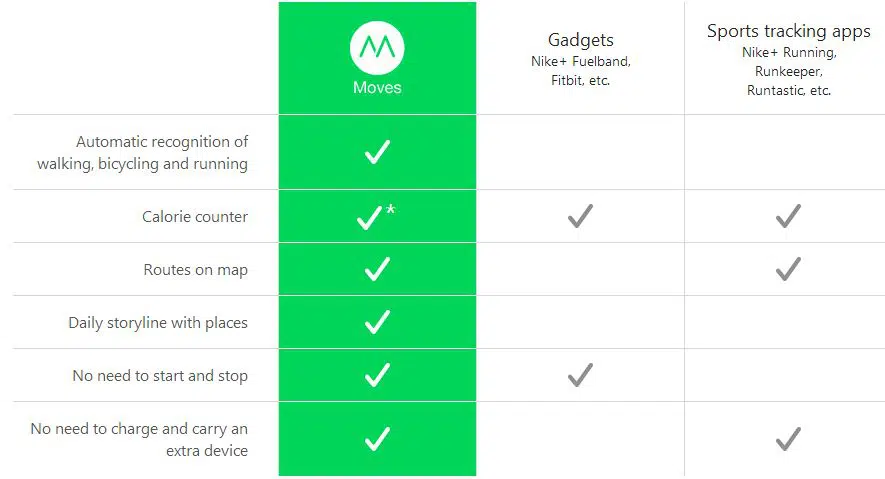 Moves
Gadgets
Nike+ Fuelband,
Fitbit, etc.
Sports tracking apps
Nike+ Running,
Runkeeper,
Runtastic, etc.
Automatic recognition of
walking, bicycling and running
Calorie counter
*
Routes on map
Daily storyline with places
No need to start and stop
No need to charge and carry an
extra device